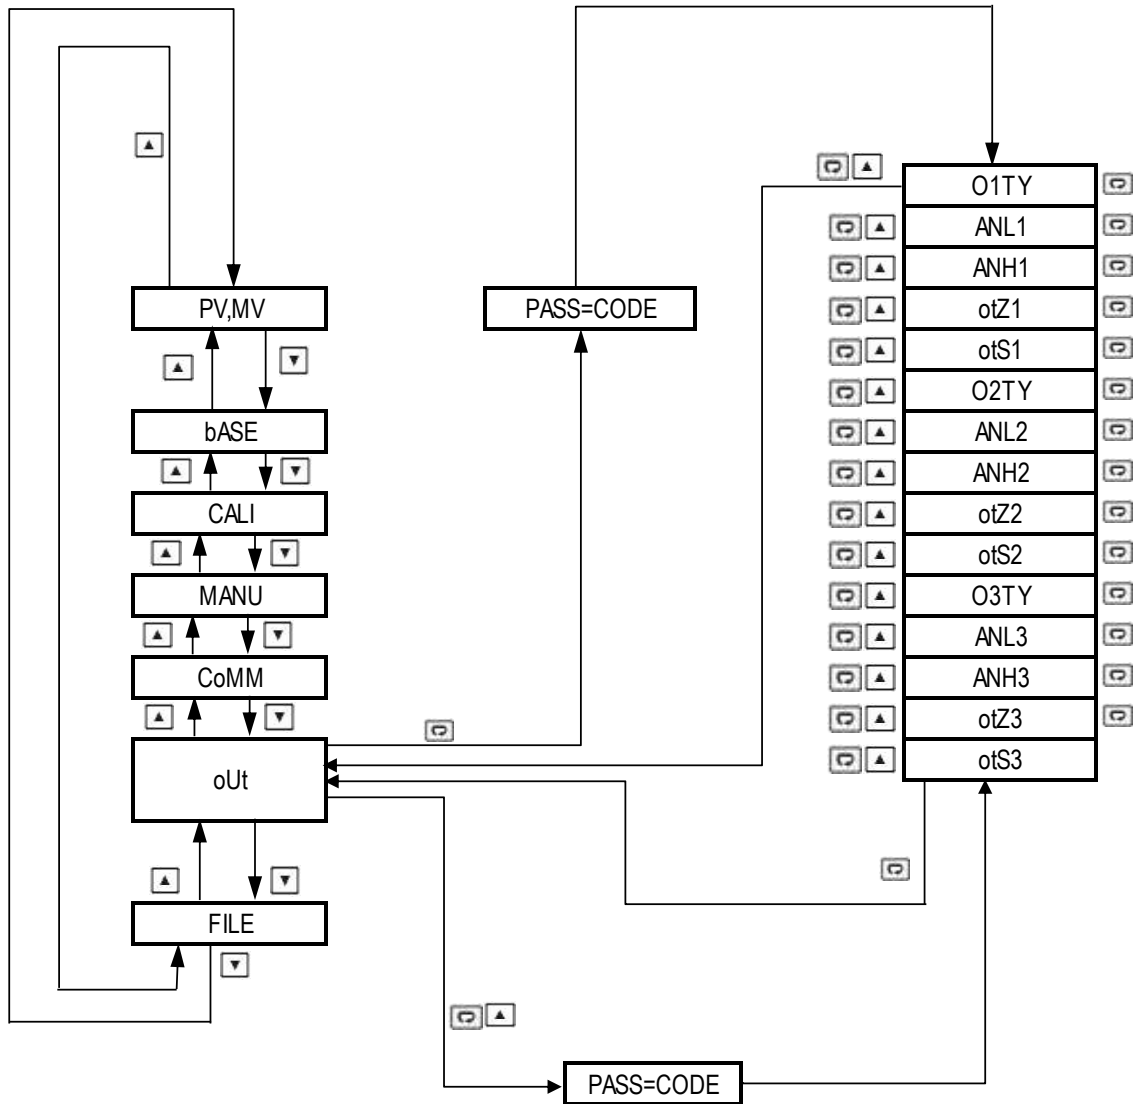 PV,MV
bASE
CALI
MANU
CoMM
oUt
FILE
PASS=CODE
PASS=CODE
O1TY
ANL1
ANH1
otZ1
otS1
O2TY
ANL2
ANH2
otZ2
otS2
O3TY
ANL3
ANH3
otZ3
otS3